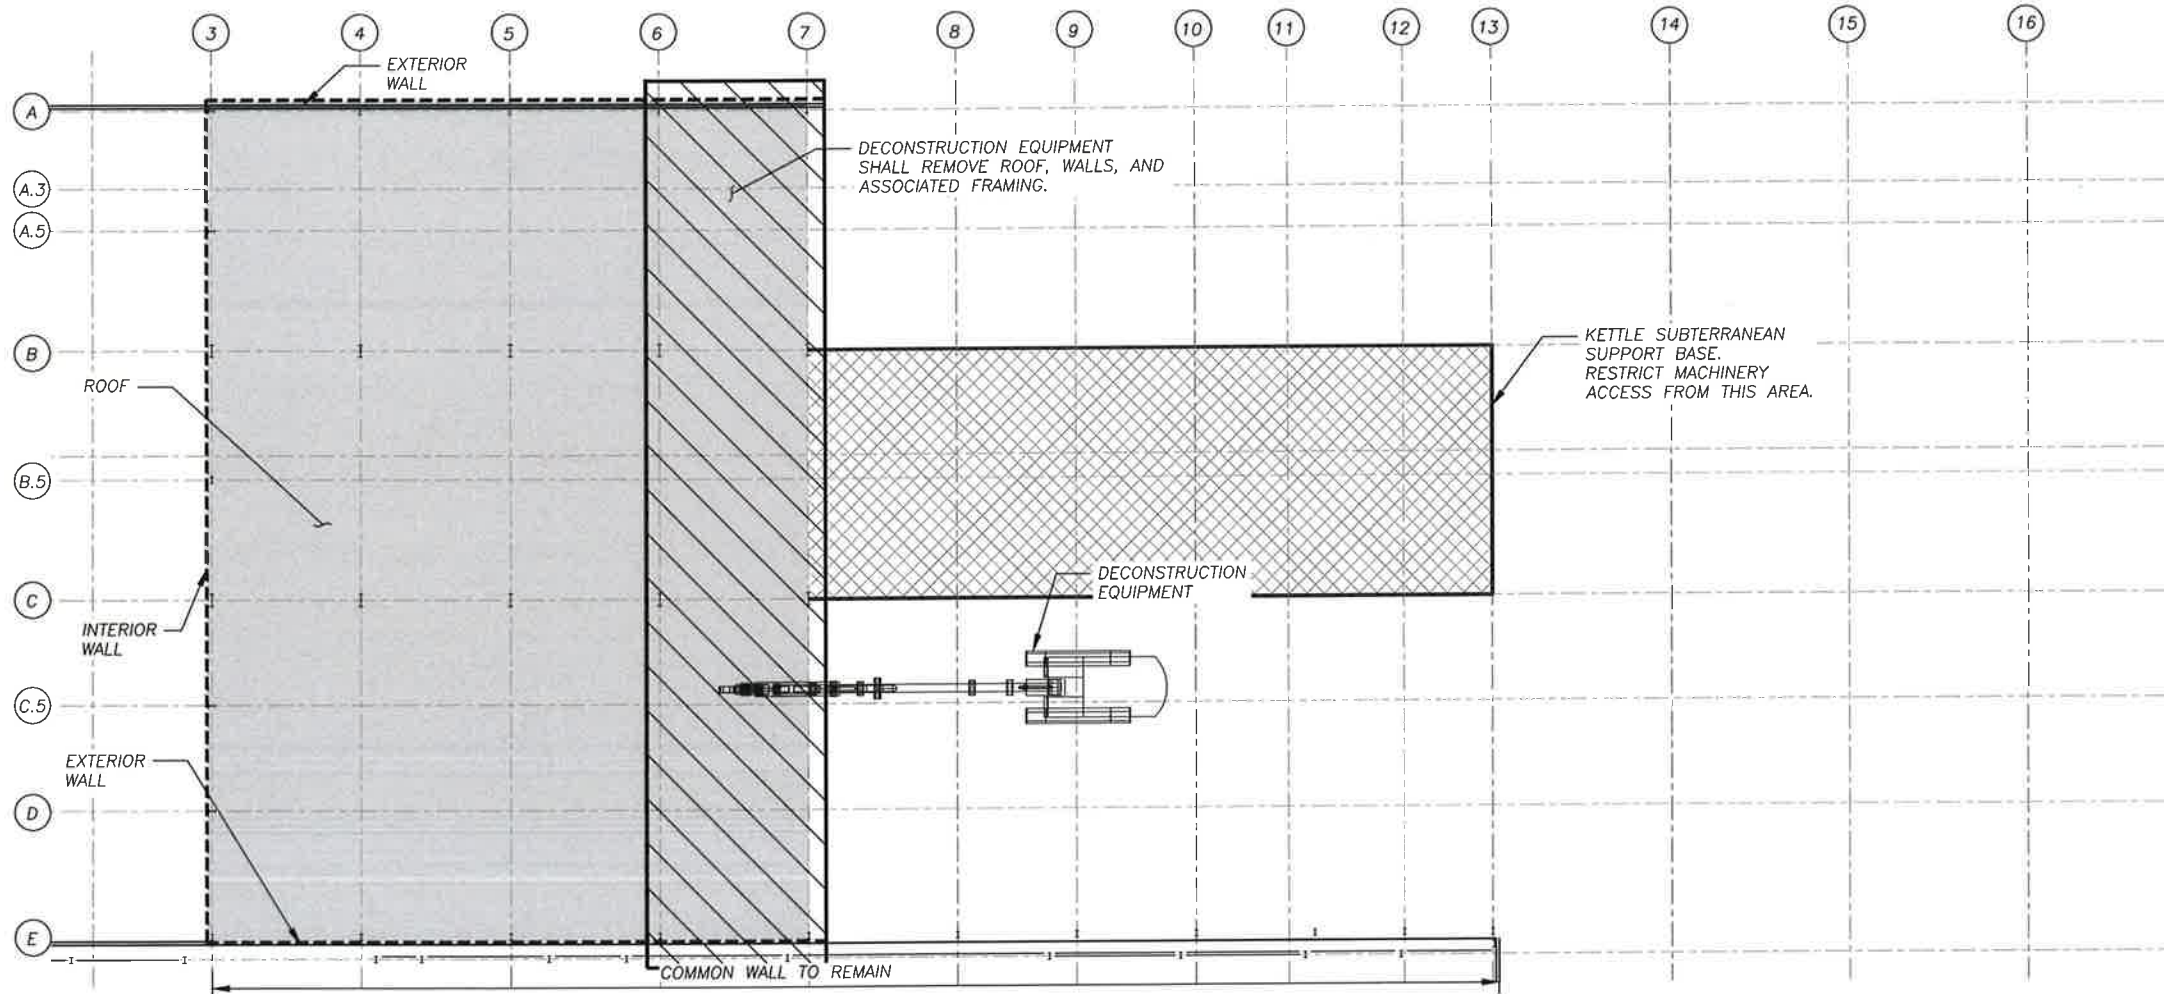 3
4
5
6
7
8
9
10
11
12
13
14
15
16
EXTERIOR
WALL
A
DECONSTRUCTION EQUIPMENT
SHALL REMOVE ROOF, WALLS, AND
ASSOCIATED FRAMING.
A.3
A.5
B
KETTLE SUBTERRANEAN
SUPPORT BASE.
RESTRICT MACHINERY
ACCESS FROM THIS AREA.
ROOF
B.5
DECONSTRUCTION
EQUIPMENT
C
INTERIOR
WALL
C.5
EXTERIOR
WALL
D
E
COMMON WALL TO REMAIN